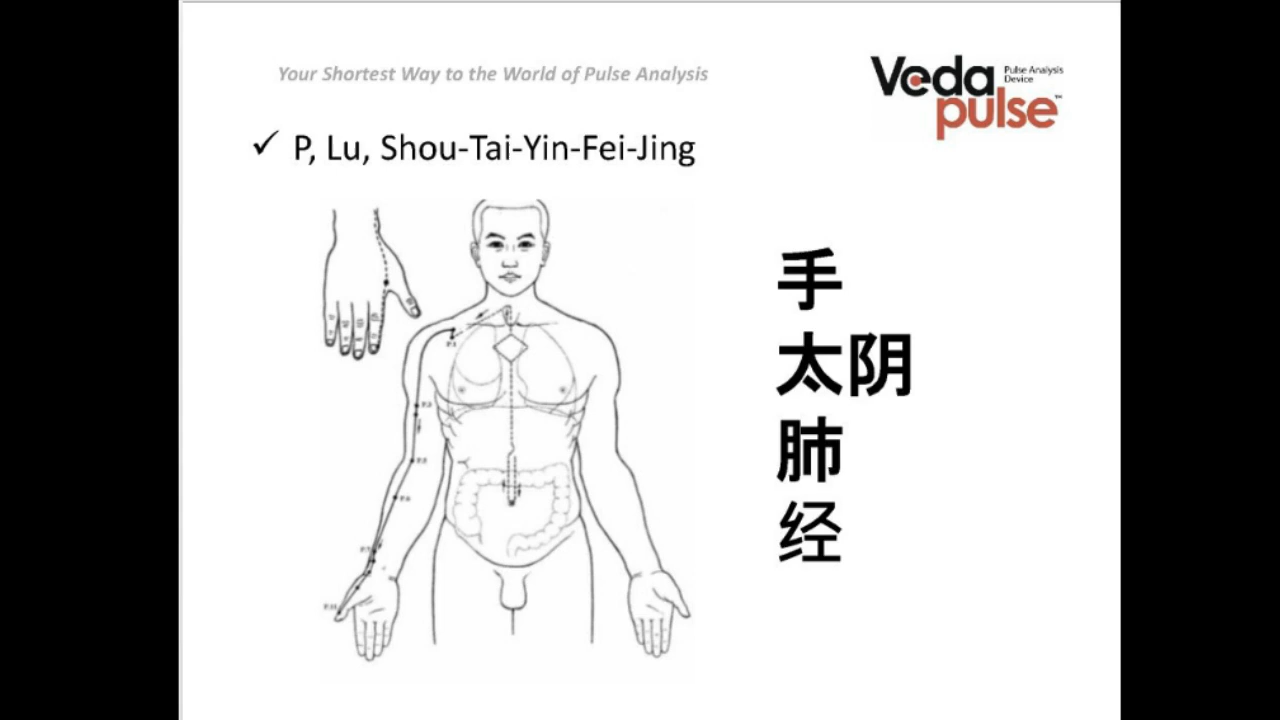 Your Shortest Way to the World of Pulse Analysis
Veda
pulse™
Pulse Analysis
Device
✓ P, Lu, Shou-Tai-Yin-Fei-Jing
手
太阴
肺
经